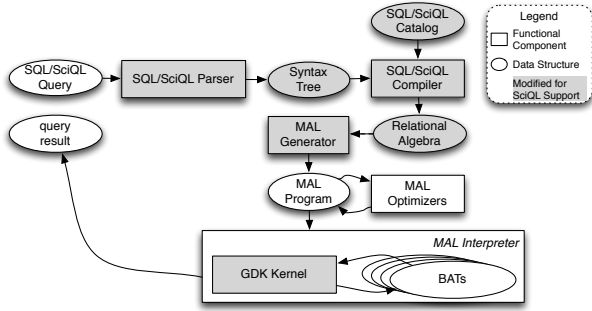 SQL/SciQL
Catalog
Legend
Functional
Component
Data Structure
Modified for
SciQL Support
SQL/SciQL
Query
SQL/SciQL Parser
Syntax
Tree
SQL/SciQL
Compiler
query
result
MAL
Generator
Relational
Algebra
MAL
Program
MAL
Optimizers
MAL Interpreter
GDK Kernel
BATs